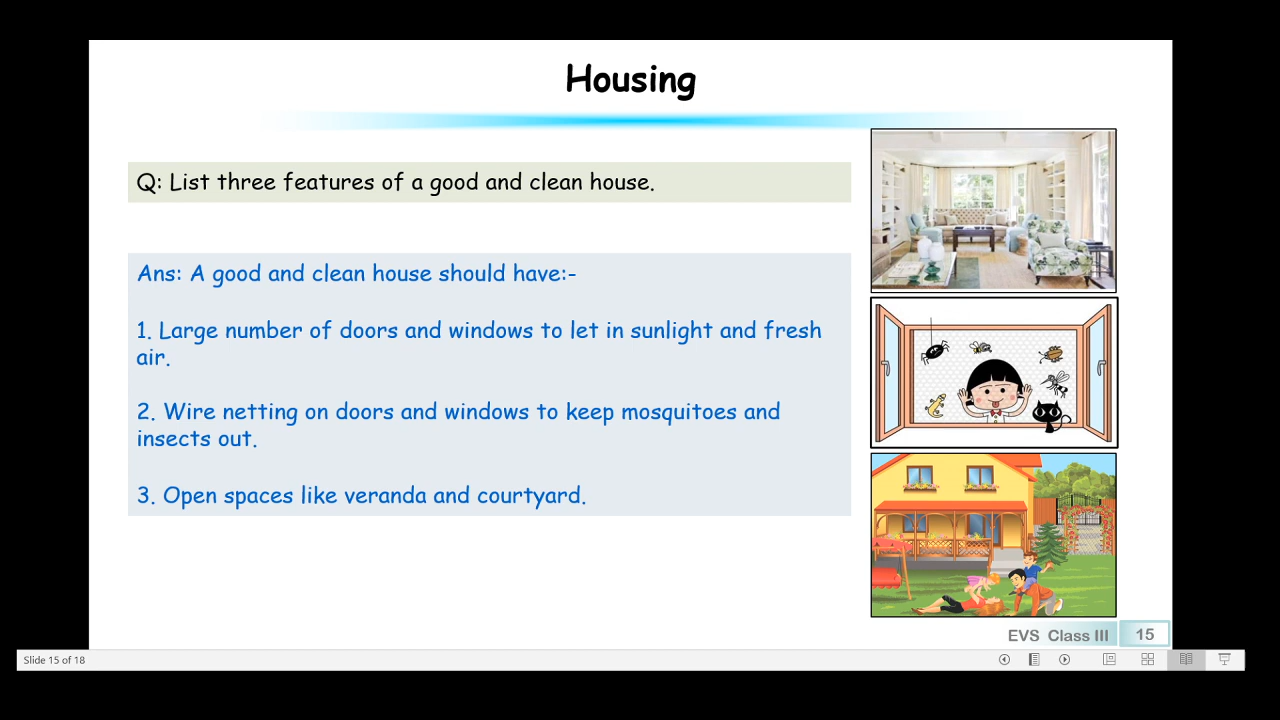 Housing
Q: List three features of a good and clean house.
Ans: A good and clean house should have:-
1. Large number of doors and windows to let in sunlight and fresh
air.
2. Wire netting on doors and windows to keep mosquitoes and
insects out.
3. Open spaces like veranda and courtyard.
EVS Class III 15
Slide 15 of 18